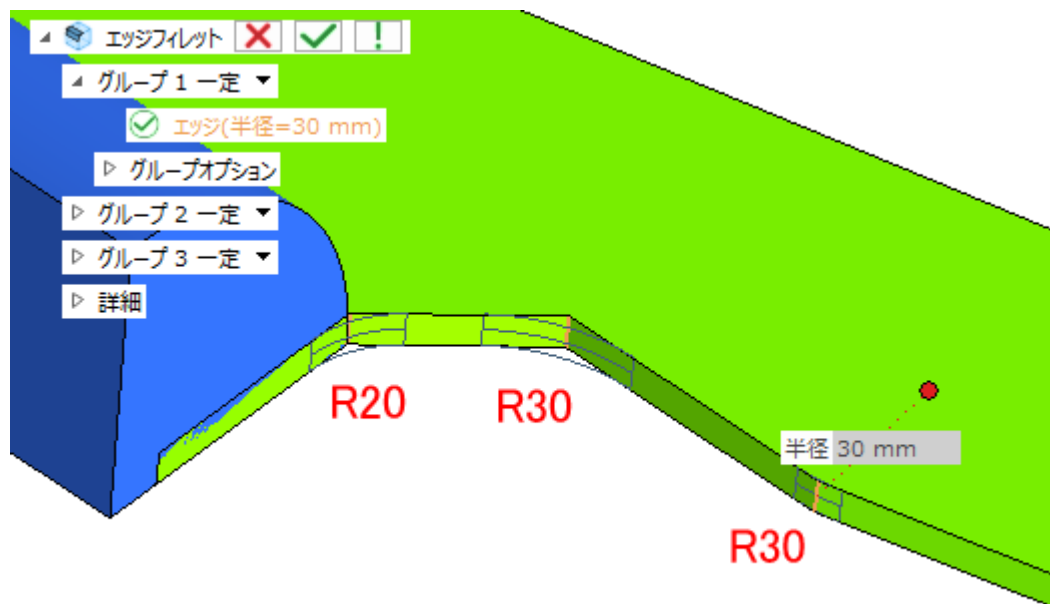 エッジフィレット
グループ 1 一定
エッジ(半径=30 mm)
グループオプション
グループ 2 一定
グループ 3 一定
詳細
R20
R30
半径 30 mm
R30